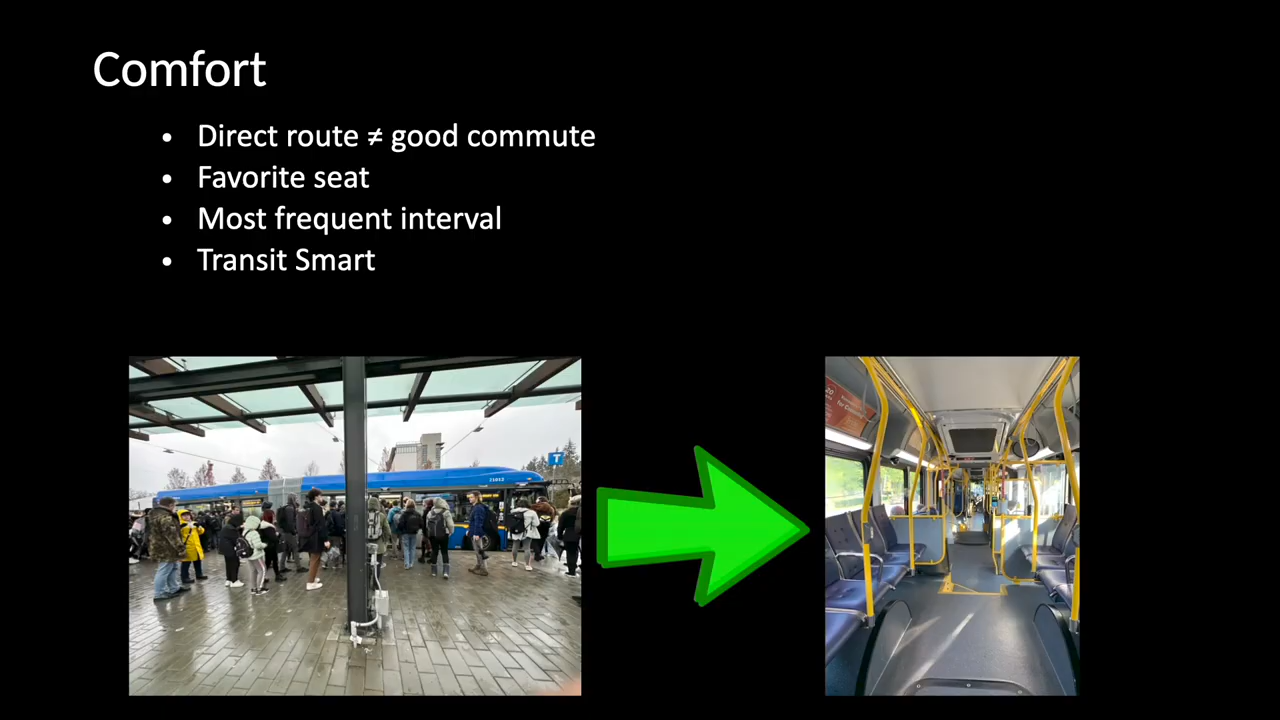 Comfort
• Direct route ≠ good commute
• Favorite seat
• Most frequent interval
• Transit Smart
T